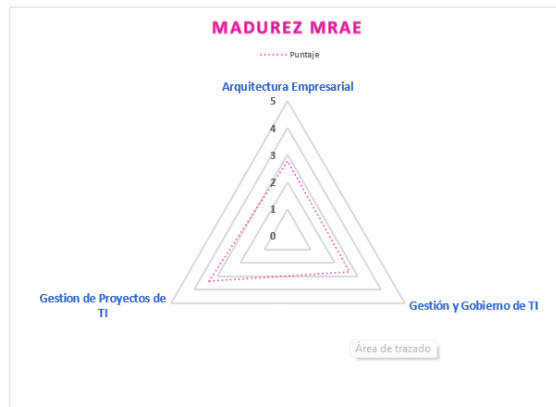 MADUREZ MRAE
Puntaje
Arquitectura Empresarial
5
4
3
2
1
0
Gestion de Proyectos de
TI
Gestión y Gobierno de TI
Área de trazado